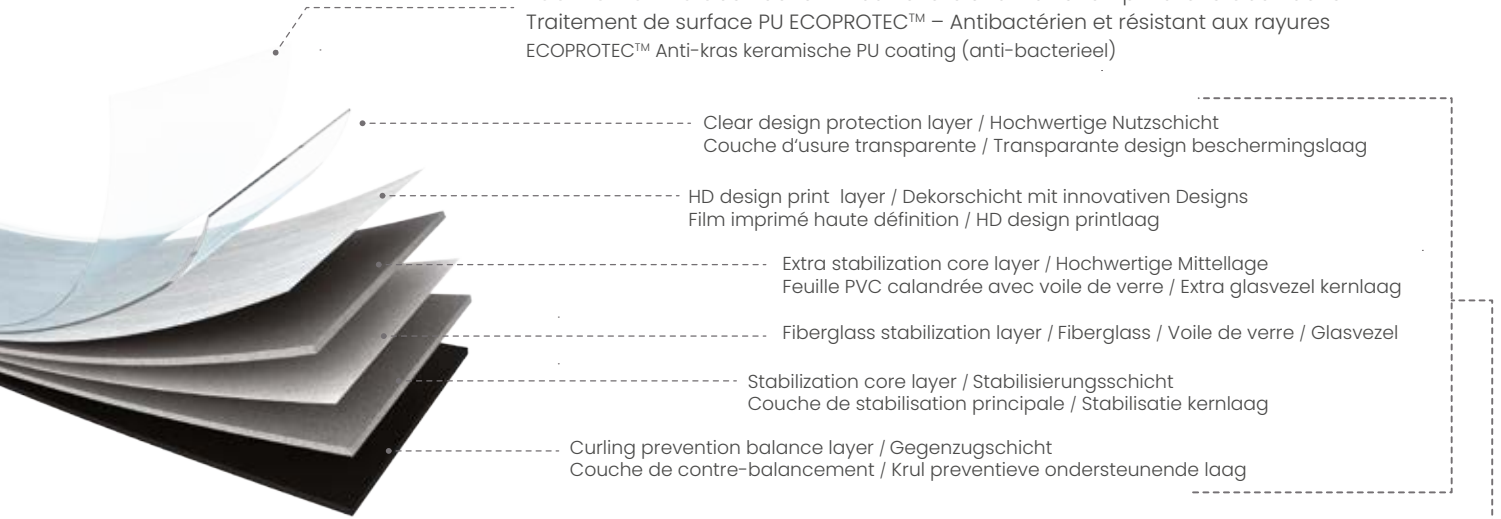 Traitement de surface PU ECOPROTEC™ – Antibactérien et résistant aux rayures
ECOPROTEC™ Anti-kras keramische PU coating (anti-bacterieel)
Clear design protection layer / Hochwertige Nutzschicht
Couche d‘usure transparente / Transparante design beschermingslaag
HD design print layer / Dekorschicht mit innovativen Designs
Film imprimé haute définition / HD design printlaag
Extra stabilization core layer / Hochwertige Mittellage
Feuille PVC calandrée avec voile de verre / Extra glasvezel kernlaag
Fiberglass stabilization layer / Fiberglass / Voile de verre / Glasvezel
Stabilization core layer / Stabilisierungsschicht
Couche de stabilisation principale / Stabilisatie kernlaag
Curling prevention balance layer / Gegenzugschicht
Couche de contre-balancement / Krul preventieve ondersteunende laag